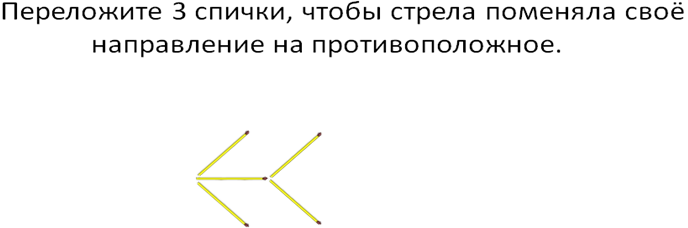 Переложите 3 спички, чтобы стрела поменяла своё
направление на противоположное.